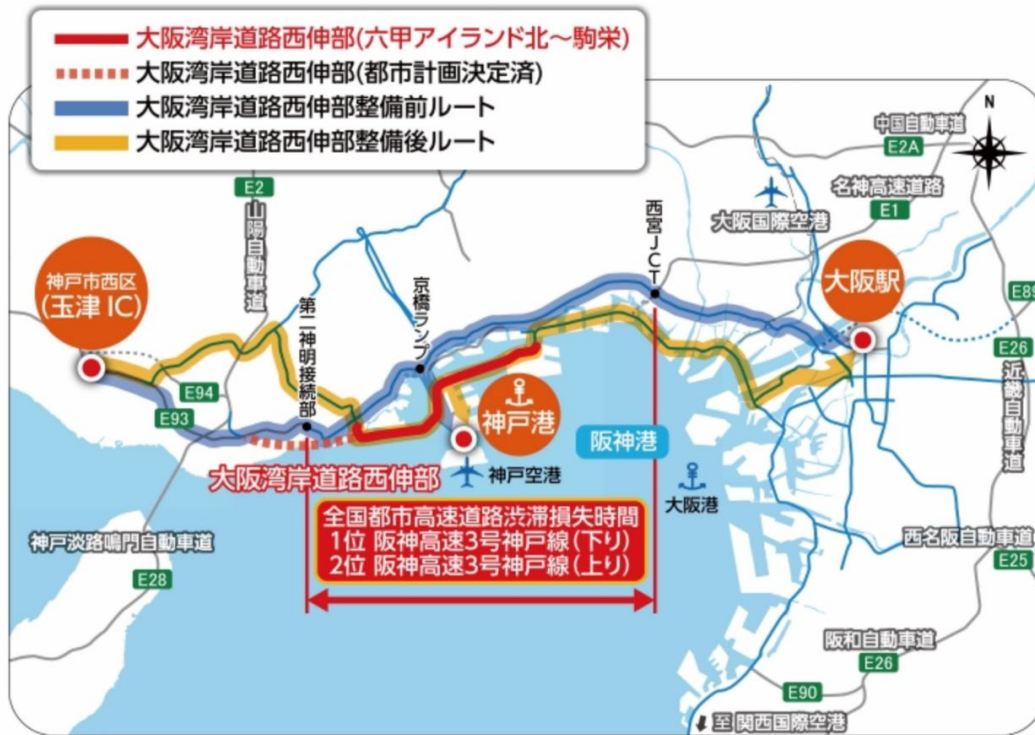 大阪湾岸道路西伸部(六甲アイランド北～駒栄)
大阪湾岸道路西伸部(都市計画決定済)
大阪湾岸道路西伸部整備前ルート
大阪湾岸道路西伸部整備後ルート
N
中国自動車道
E2A
名神高速道路
E1
大阪国際空港
E2
山陽自動車道
西宮JCT
神戸市西区
(玉津 IC)
京橋ランプ
大阪駅
第二神明接続部
E89
E26
近畿自動車道
E94
E93
神戸港
阪神港
大阪湾岸道路西伸部
神戸空港
大阪港
全国都市高速道路渋滞損失時間
1位 阪神高速3号神戸線(下り)
2位 阪神高速3号神戸線(上り)
神戸淡路鳴門自動車道
E28
西名阪自動車道
E25
阪和自動車道
E26
E90
至 関西国際空港